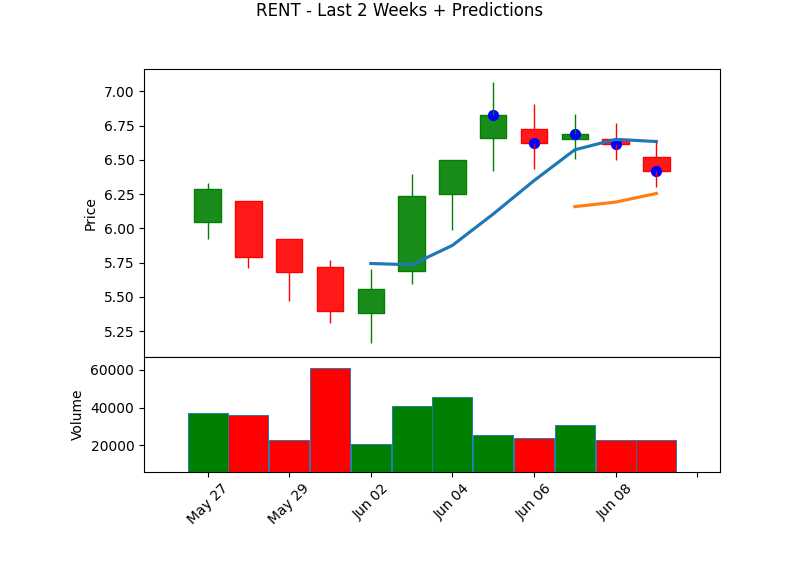 RENT - Last 2 Weeks + Predictions
7.00
6.75
6.50
6.25
6.00
5.75
5.50
5.25
Price
60000
40000
20000
Volume
May 27
May 29
Jun 02
Jun 04
Jun 06
Jun 08